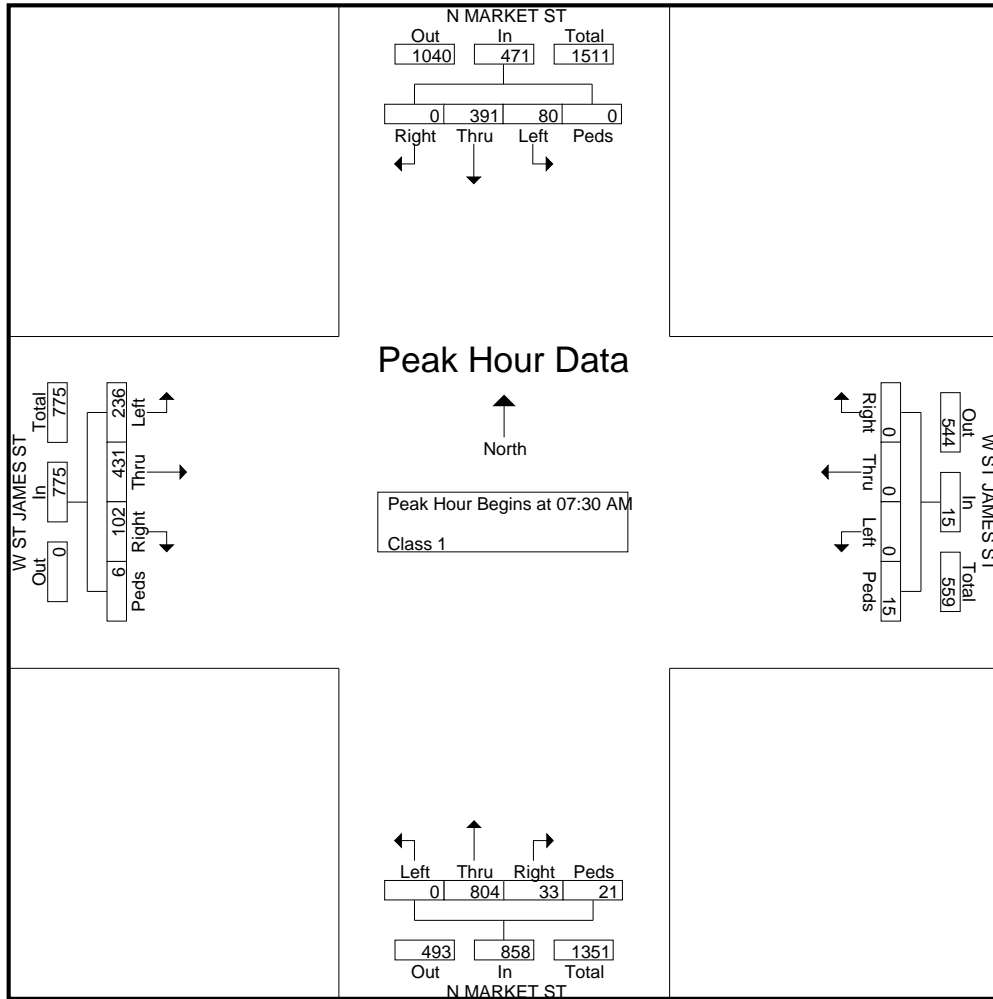 N MARKET ST
Out In Total
1040 471 1511
0 391 80 0
Right Thru Left Peds
Peak Hour Data
North
Peak Hour Begins at 07:30 AM
Class 1
W ST JAMES ST
Total In Out
775 775 0
236 431 102 6
Left Thru Right Peds
W ST JAMES ST
Out In Total
544 15 559
0 0 0 15
Right Thru Left Peds
Left Thru Right Peds
0 804 33 21
493 858 1351
Out In Total
N MARKET ST